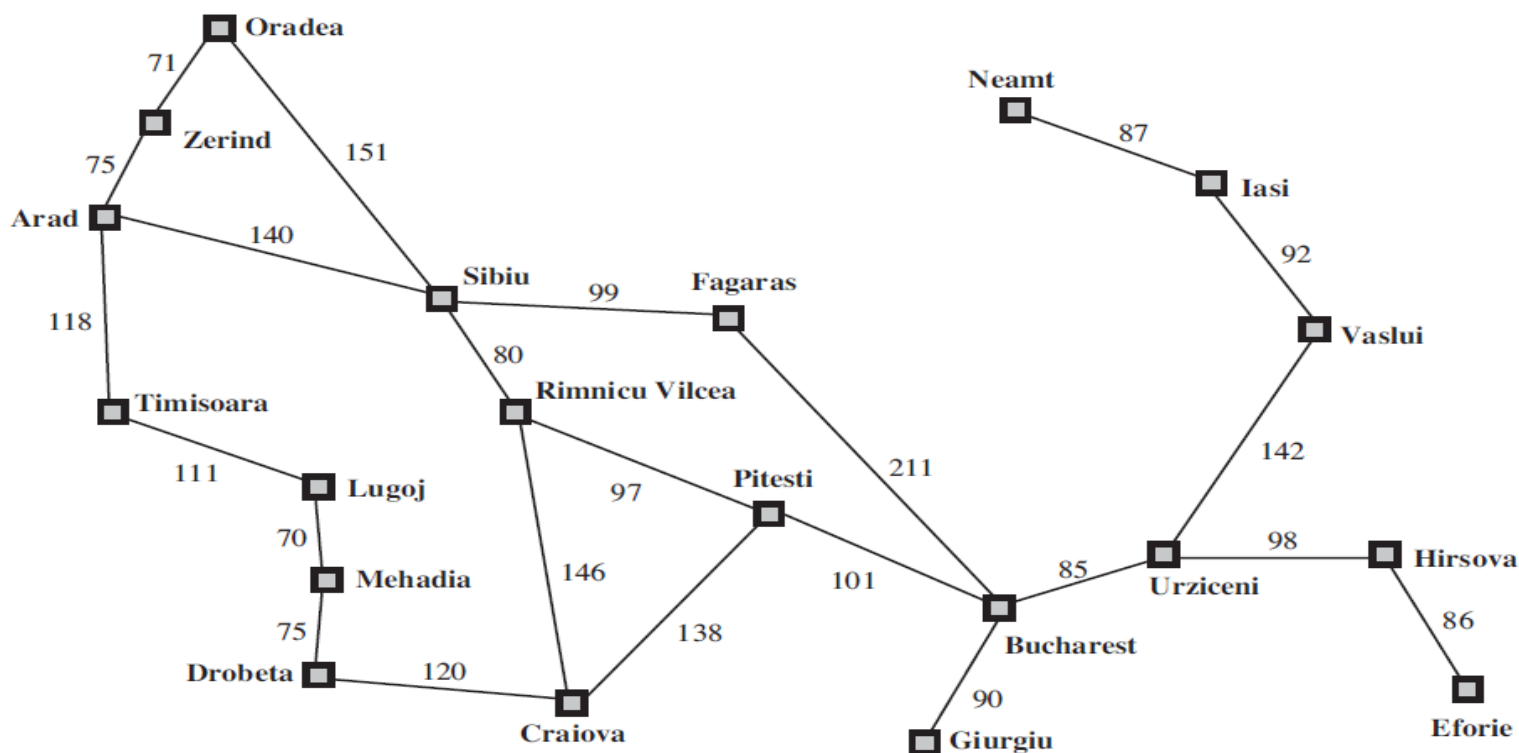 Oradea
71
Neamt
87
Zerind
151
75
Iasi
Arad
140
92
Sibiu
Fagaras
99
118
Vaslui
80
Rimnicu Vilcea
Timisoara
142
111
211
Pitesti
Lugoj
97
70
98
Hirsova
Mehadia
146
101
85
Urziceni
86
75
138
Bucharest
Drobeta
120
90
Eforie
Craiova
Giurgiu